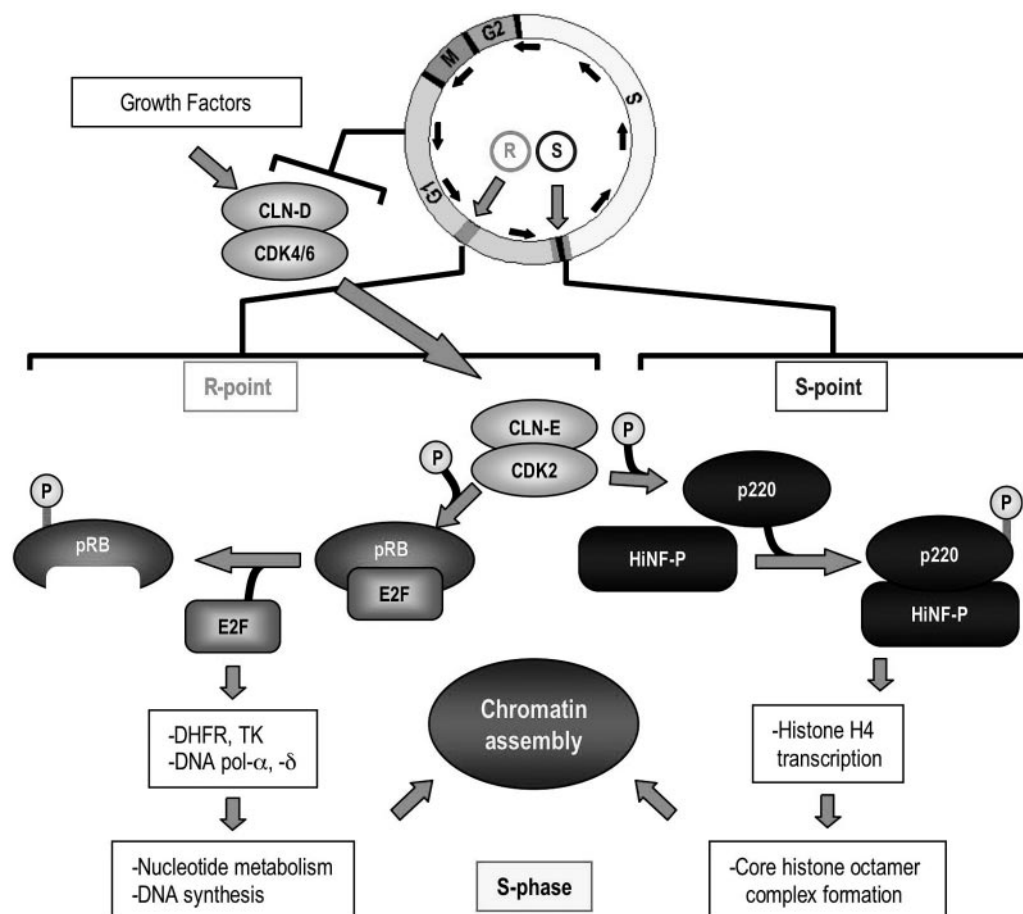 G2
M
S
G1
R
S
Growth Factors
CLN-D
CDK4/6
R-point
S-point
CLN-E
CDK2
P
P
P
pRB
pRB
E2F
E2F
p220
HiNF-P
P
p220
HiNF-P
-DHFR, TK
-DNA pol-α, -δ
Chromatin
assembly
-Histone H4
transcription
-Nucleotide metabolism
-DNA synthesis
S-phase
-Core histone octamer
complex formation